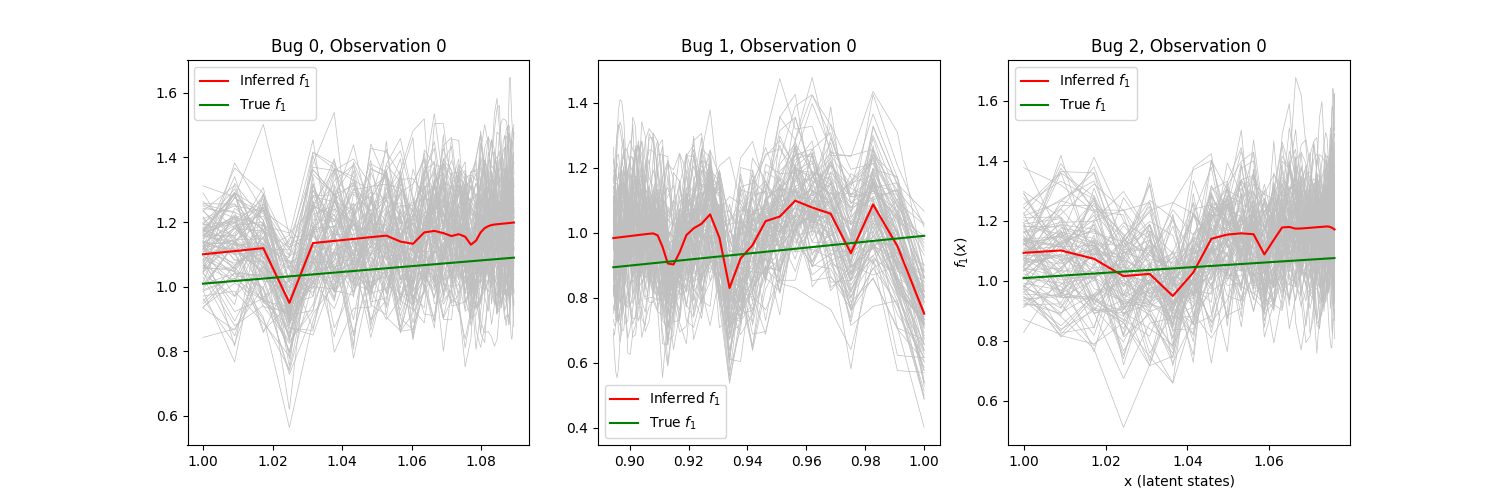 Bug 0, Observation 0
Inferred f₁
True f₁
1.6
1.4
1.2
1.0
0.8
0.6
1.00 1.02 1.04 1.06 1.08
Bug 1, Observation 0
1.4
1.2
1.0
0.8
0.6
0.4
Inferred f₁
True f₁
0.90 0.92 0.94 0.96 0.98 1.00
Bug 2, Observation 0
Inferred f₁
True f₁
f₁(x)
1.6
1.4
1.2
1.0
0.8
0.6
1.00 1.02 1.04 1.06
x (latent states)